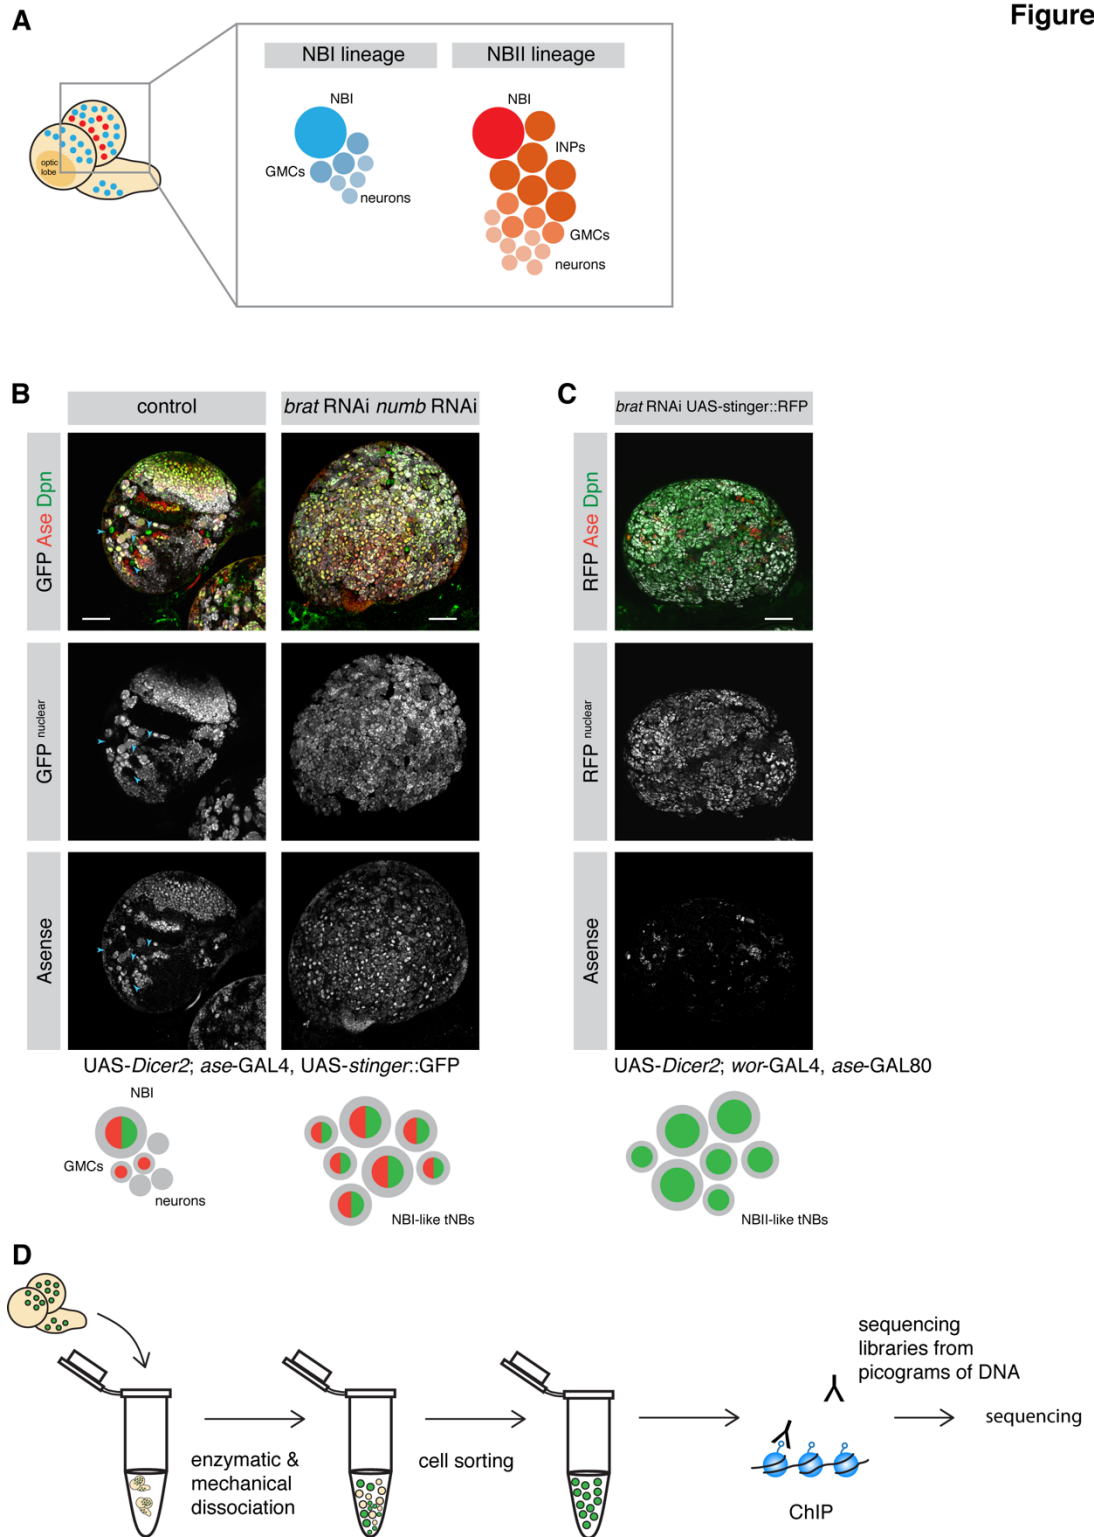 Figure
A
NBI lineage
NBII lineage
NBI
GMCs
neurons
NBI
INPs
GMCs
neurons
optic
lobe
B
control
brat RNAi numb RNAi
GFP Ase Dpn
GFP nuclear
Asense
UAS-Dicer2; ase-GAL4, UAS-stinger::GFP
NBI
GMCs
neurons
NBI-like tNBs
C
brat RNAi UAS-stinger::RFP
RFP Ase Dpn
RFP nuclear
Asense
UAS-Dicer2; wor-GAL4, ase-GAL80
NBII-like tNBs
D
enzymatic &
mechanical
dissociation
cell sorting
ChIP
sequencing
libraries from
picograms of DNA
sequencing